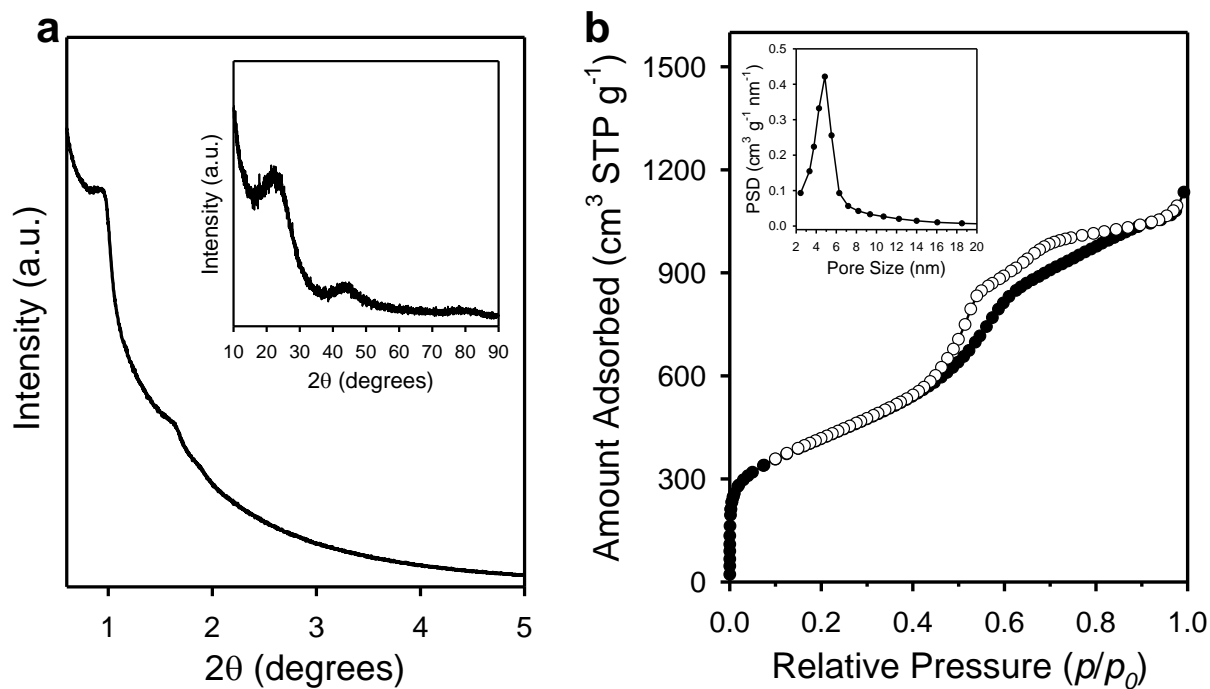 a
Intensity (a.u.)
1 2 3 4 5
2θ (degrees)
Intensity (a.u.)
10 20 30 40 50 60 70 80 90
2θ (degrees)
b
Amount Adsorbed (cm³ STP g⁻¹)
1500
1200
900
600
300
0
0.0 0.2 0.4 0.6 0.8 1.0
Relative Pressure (p/p₀)
PSD (cm³ g⁻¹ nm⁻¹)
0.5
0.4
0.3
0.2
0.1
0.0
2 4 6 8 10 12 14 16 18 20
Pore Size (nm)